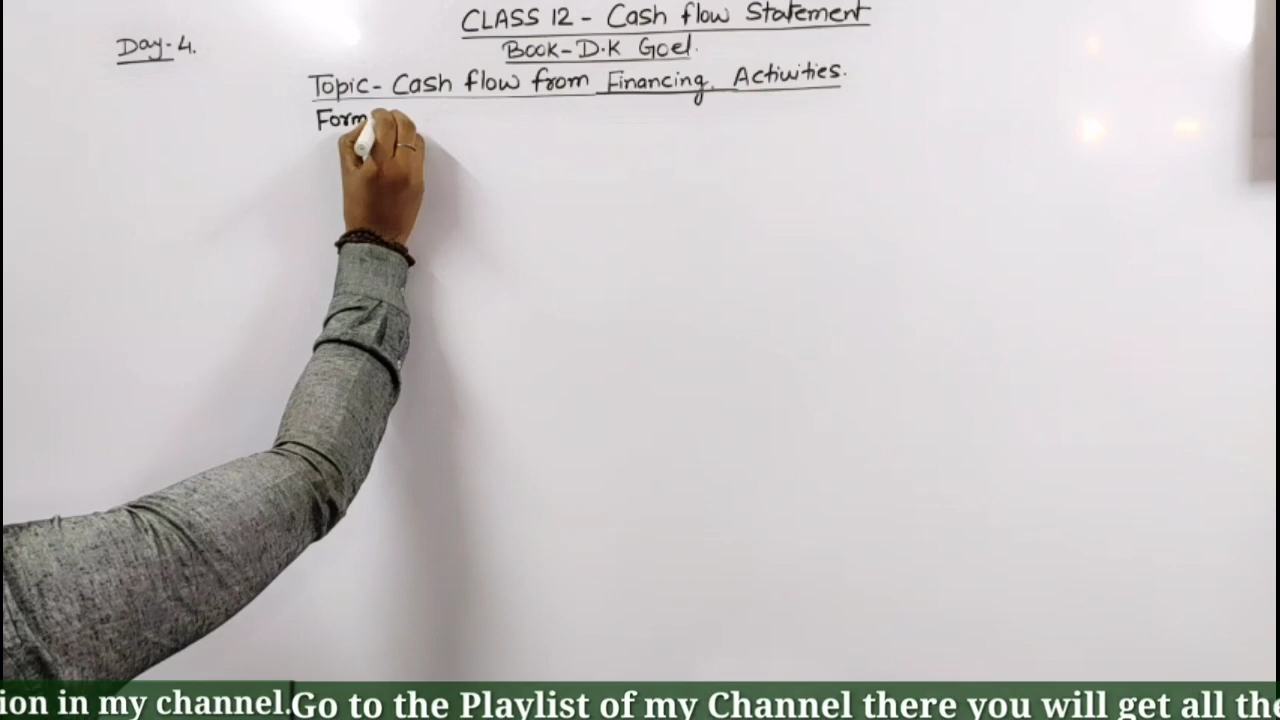 CLASS 12 - Cash flow Statement
Day-4.
Book-D.K Goel.
Topic- Cash flow from Financing Activities.
Form
ion in my channel.Go to the Playlist of my Channel there you will get all the